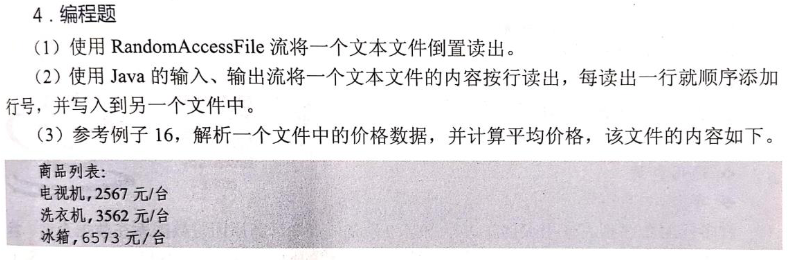 4．编程题
（1）使用 RandomAccessFile 流将一个文本文件倒置读出。
（2）使用 Java 的输入、输出流将一个文本文件的内容按行读出，每读出一行就顺序添加
行号，并写入到另一个文件中。
（3）参考例子 16，解析一个文件中的价格数据，并计算平均价格，该文件的内容如下。
商品列表:
电视机,2567 元/台
洗衣机,3562 元/台
冰箱,6573 元/台